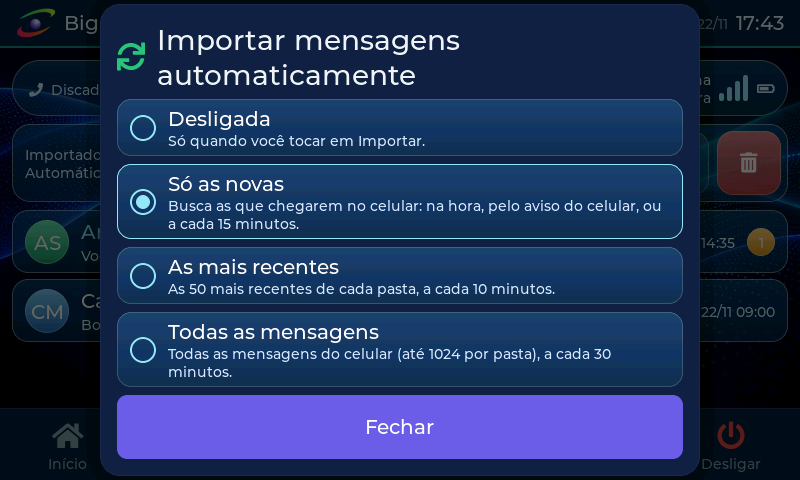 Big
22/11 17:43
Importar mensagens
automaticamente
Discad
Desligada
Só quando você tocar em Importar.
Importado
Automátic
Só as novas
Busca as que chegarem no celular: na hora, pelo aviso do celular, ou
a cada 15 minutos.
AS
Vo
14:35
1
As mais recentes
As 50 mais recentes de cada pasta, a cada 10 minutos.
CM
Ca
Bo
22/11 09:00
Todas as mensagens
Todas as mensagens do celular (até 1024 por pasta), a cada 30
minutos.
Fechar
Início
Desligar